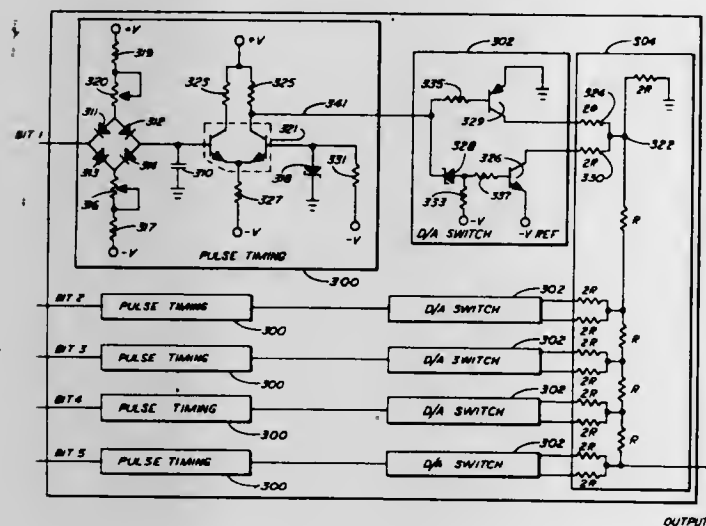 +V
+V
302
304
319
320
323
325
335
341
2R
324
2R
311
312
321
329
322
BIT 1
328
326
313
314
310
318
331
2R
330
316
327
333
337
317
-V
-V
-V
-V
-V REF
D/A SWITCH
PULSE TIMING
R
300
302
BIT 2
PULSE TIMING
D/A SWITCH
2R
2R
300
R
302
BIT 3
PULSE TIMING
D/A SWITCH
2R
2R
300
R
302
BIT 4
PULSE TIMING
D/A SWITCH
2R
2R
300
R
302
BIT 5
PULSE TIMING
D/A SWITCH
2R
2R
300
OUTPUT